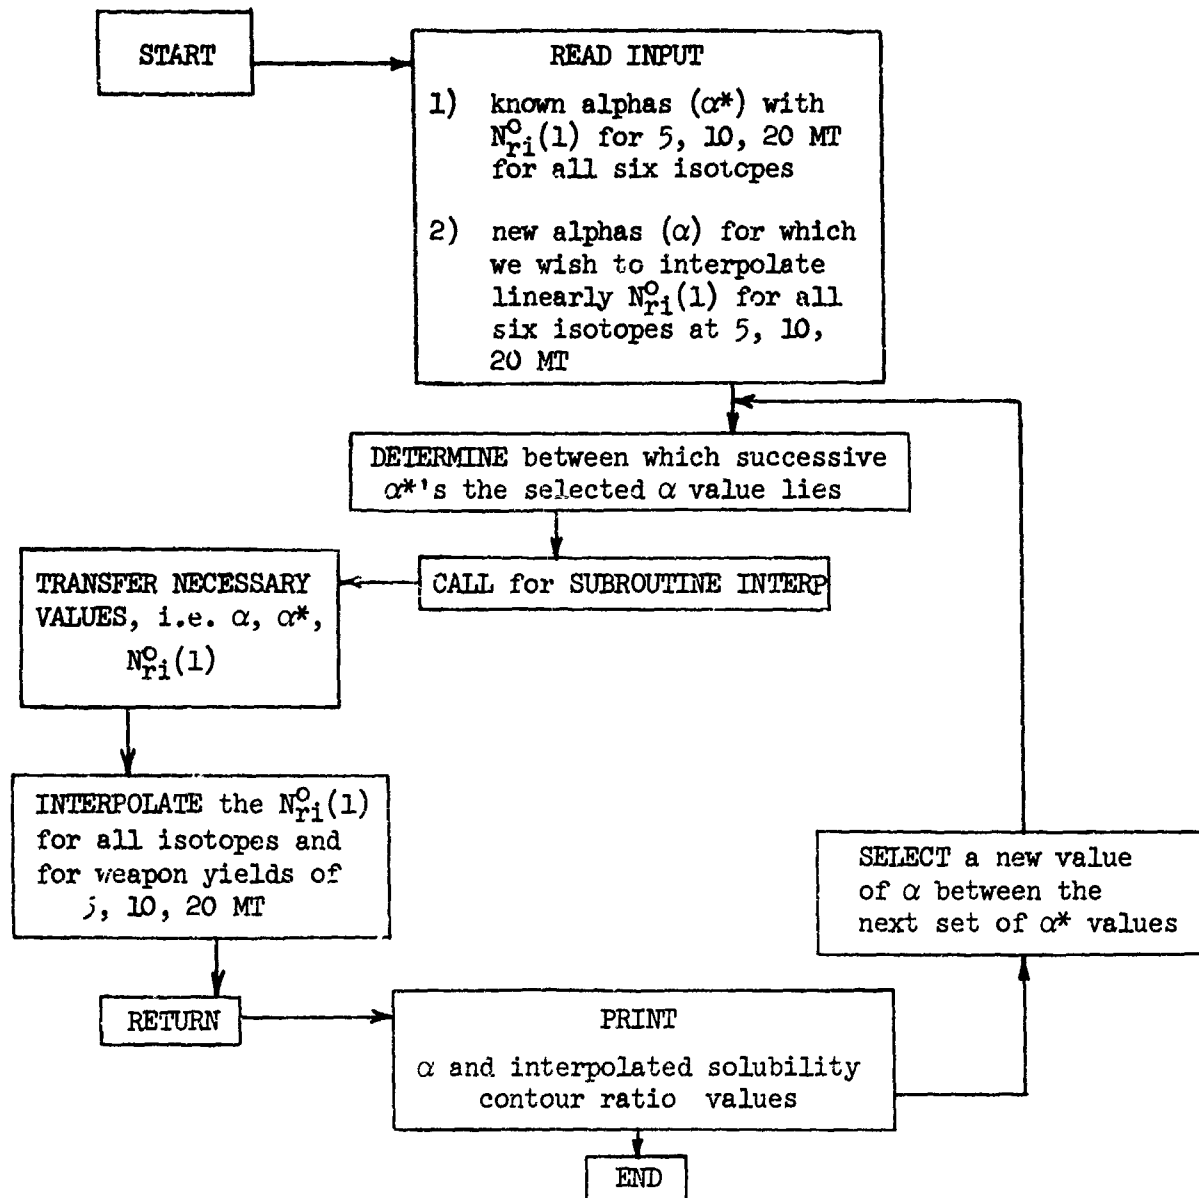 START
READ INPUT
1) known alphas (α*) with
N°ri(1) for 5, 10, 20 MT
for all six isotopes
2) new alphas (α) for which
we wish to interpolate
linearly N°ri(1) for all
six isotopes at 5, 10,
20 MT
DETERMINE between which successive
α*'s the selected α value lies
CALL for SUBROUTINE INTERP
TRANSFER NECESSARY
VALUES, i.e. α, α*,
N°ri(1)
INTERPOLATE the N°ri(1)
for all isotopes and
for weapon yields of
5, 10, 20 MT
RETURN
PRINT
α and interpolated solubility
contour ratio values
SELECT a new value
of α between the
next set of α* values
END